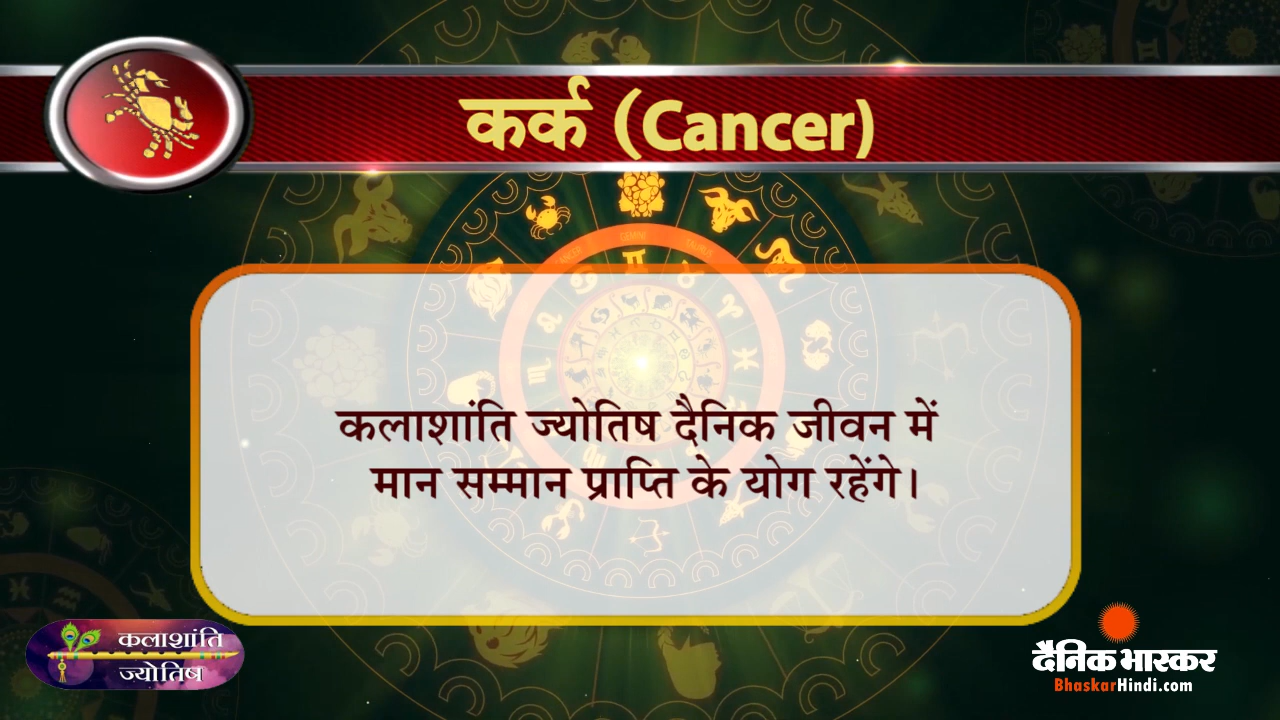 कर्क (Cancer)
कलाशांति ज्योतिष दैनिक जीवन में
मान सम्मान प्राप्ति के योग रहेंगे।
कलाशांति
ज्योतिष
दैनिक भास्कर
BhaskarHindi.com